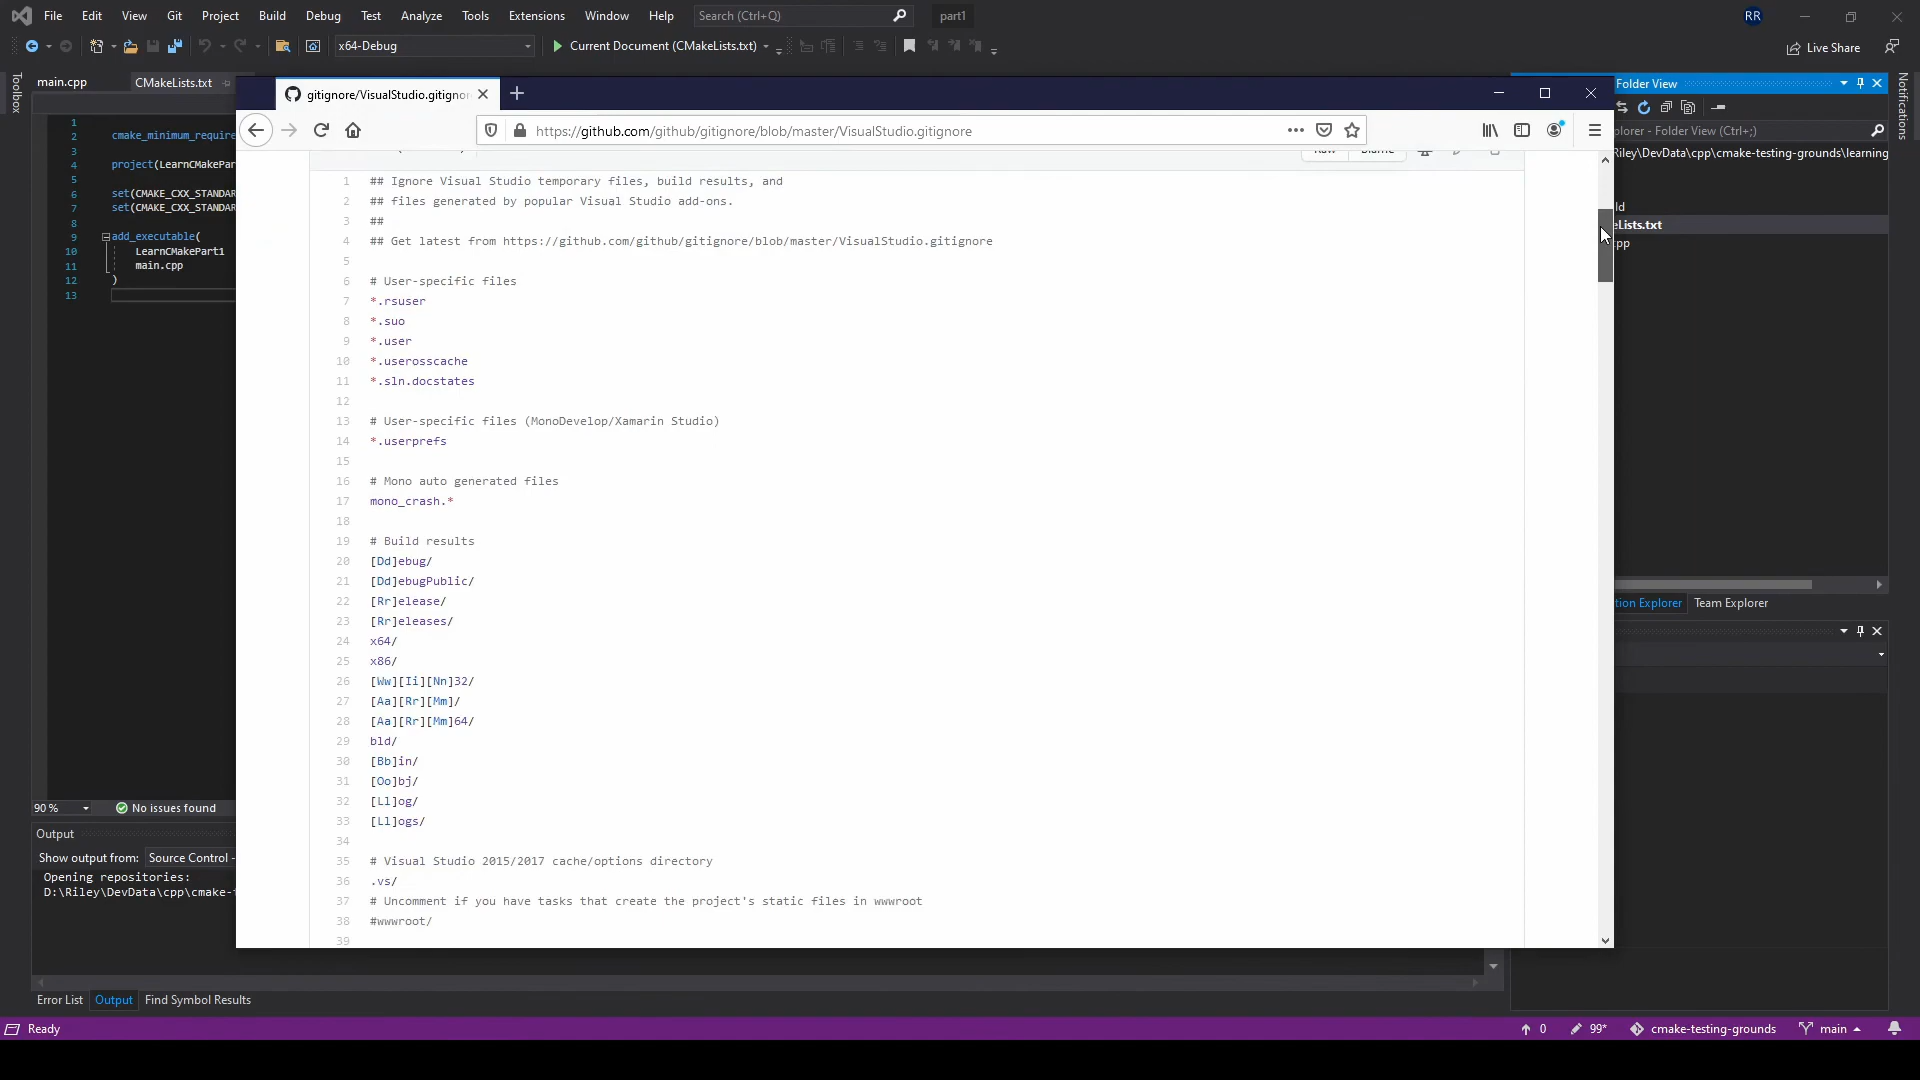 File Edit View Git Project Build Debug Test Analyze Tools Extensions Window Help Search (Ctrl+Q) part1 RR
x64-Debug Current Document (CMakeLists.txt) Live Share
Toolbox
main.cpp CMakeLists.txt
1
2 cmake_minimum_require
3
4 project(LearnCMakePar
5
6 set(CMAKE_CXX_STANDAR
7 set(CMAKE_CXX_STANDAR
8
9 add_executable(
10 LearnCMakePart1
11 main.cpp
12 )
13
90 % No issues found
Output
Show output from: Source Control -
Opening repositories:
D:\Riley\DevData\cpp\cmake-t
Error List Output Find Symbol Results
Ready 0 99* cmake-testing-grounds main
gitignore/VisualStudio.gitignor
https://github.com/github/gitignore/blob/master/VisualStudio.gitignore
1 ## Ignore Visual Studio temporary files, build results, and
2 ## files generated by popular Visual Studio add-ons.
3 ##
4 ## Get latest from https://github.com/github/gitignore/blob/master/VisualStudio.gitignore
5
6 # User-specific files
7 *.rsuser
8 *.suo
9 *.user
10 *.userosscache
11 *.sln.docstates
12
13 # User-specific files (MonoDevelop/Xamarin Studio)
14 *.userprefs
15
16 # Mono auto generated files
17 mono_crash.*
18
19 # Build results
20 [Dd]ebug/
21 [Dd]ebugPublic/
22 [Rr]elease/
23 [Rr]eleases/
24 x64/
25 x86/
26 [Ww][Ii][Nn]32/
27 [Aa][Rr][Mm]/
28 [Aa][Rr][Mm]64/
29 bld/
30 [Bb]in/
31 [Oo]bj/
32 [Ll]og/
33 [Ll]ogs/
34
35 # Visual Studio 2015/2017 cache/options directory
36 .vs/
37 # Uncomment if you have tasks that create the project's static files in wwwroot
38 #wwwroot/
39
Folder View
olorer - Folder View (Ctrl+;)
Riley\DevData\cpp\cmake-testing-grounds\learning
ld
eLists.txt
cpp
tion Explorer Team Explorer
Notifications